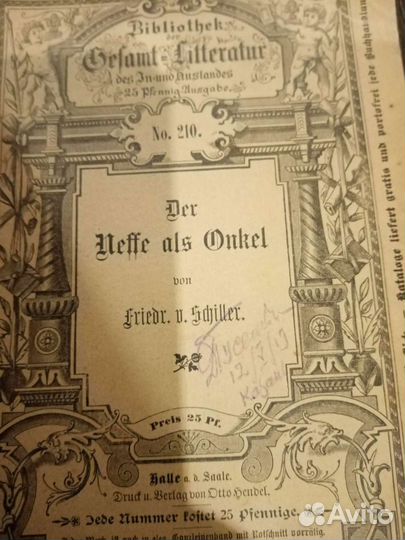 Bibliothek
der
Gesamt-Litteratur
des In- und Auslandes
25 Pfennig Ausgabe.
No. 210.
Der
Neffe als Onkel
von
Friedr. v. Schiller.
Preis 25 Pf.
Halle a. d. Saale.
Druck u. Verlag von Otto Hendel.
Jede Nummer kostet 25 Pfennige.
Kataloge liefert gratis und portofrei jede Buchhandlung
Avito